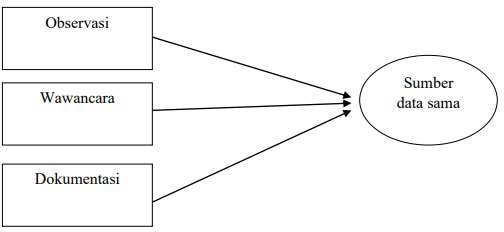 Observasi
Wawancara
Dokumentasi
Sumber
data sama